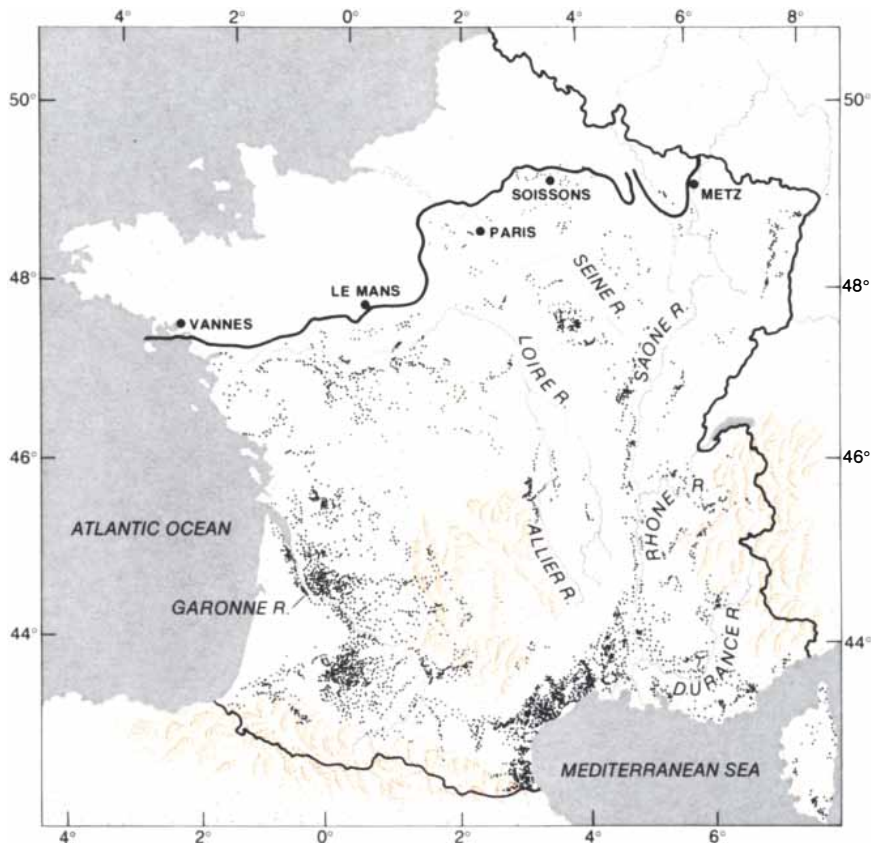 4° 2° 0° 2° 4° 6° 8°
50° 50°
SOISSONS
METZ
PARIS
48° 48°
SEINE R.
LE MANS
VANNES
SAONE R.
LOIRE R.
46° 46°
ATLANTIC OCEAN
RHONE R
ALLIER R.
GARONNE R.
44° 44°
DURANCE R.
MEDITERRANEAN SEA
4° 2° 0° 2° 4° 6°